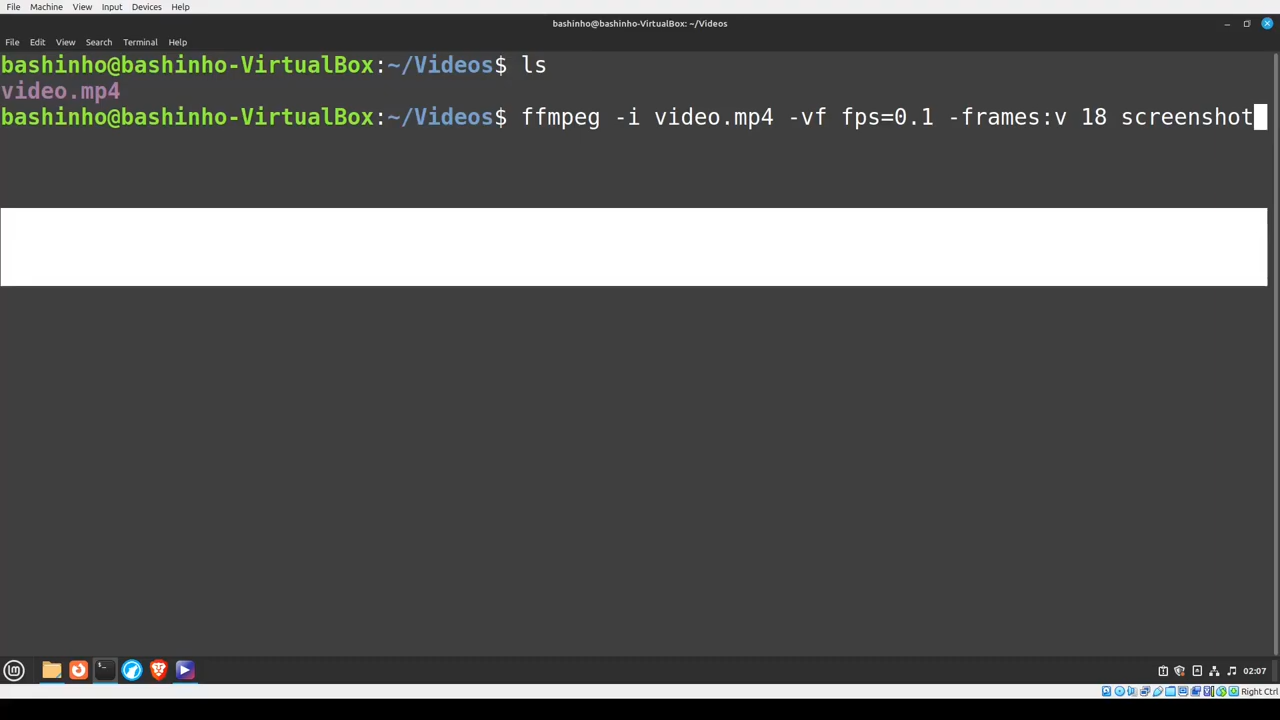 File Machine View Input Devices Help
bashinho@bashinho-VirtualBox: ~/Videos
File Edit View Search Terminal Help
bashinho@bashinho-VirtualBox:~/Videos$ ls
video.mp4
bashinho@bashinho-VirtualBox:~/Videos$ ffmpeg -i video.mp4 -vf fps=0.1 -frames:v 18 screenshot
02:07
Right Ctrl